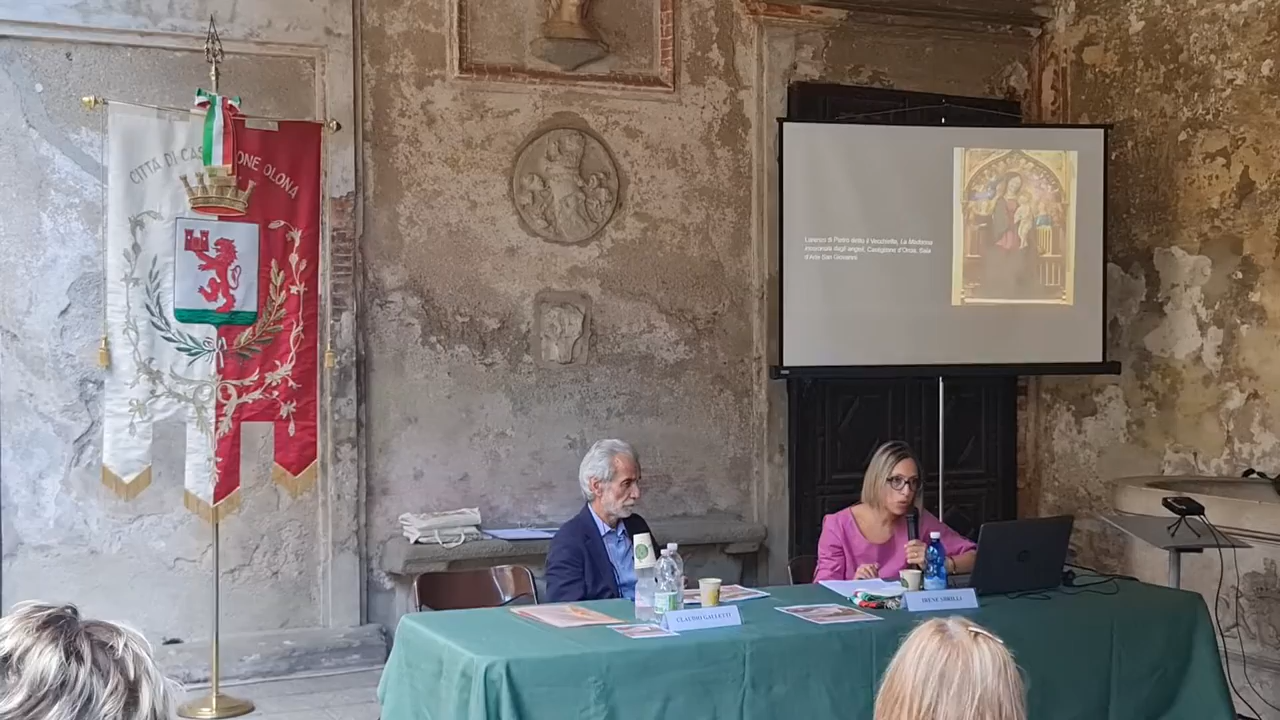 CITTÀ DI CAS ONE OLONA
Lorenzo di Pietro detto il Vecchietta, La Madonna
incoronata dagli angeli, Castiglione d'Orcia, Sala
d'Arte San Giovanni
CLAUDIO GALLETTI
IRENE SBRILLI